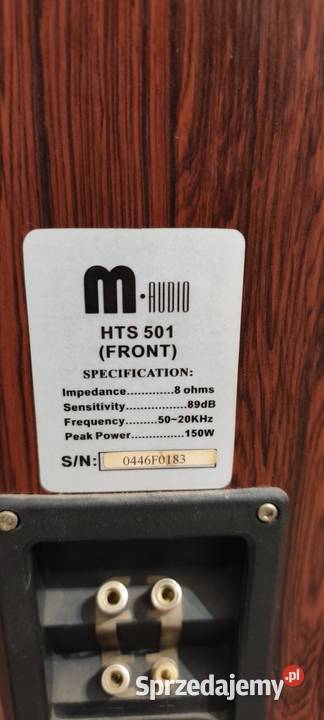 m·AUDIO
HTS 501
(FRONT)
SPECIFICATION:
Impedance.............8 ohms
Sensitivity...................89dB
Frequency..........50~20KHz
Peak Power...............150W
S/N: 0446F0183
Sprzedajemy.pl